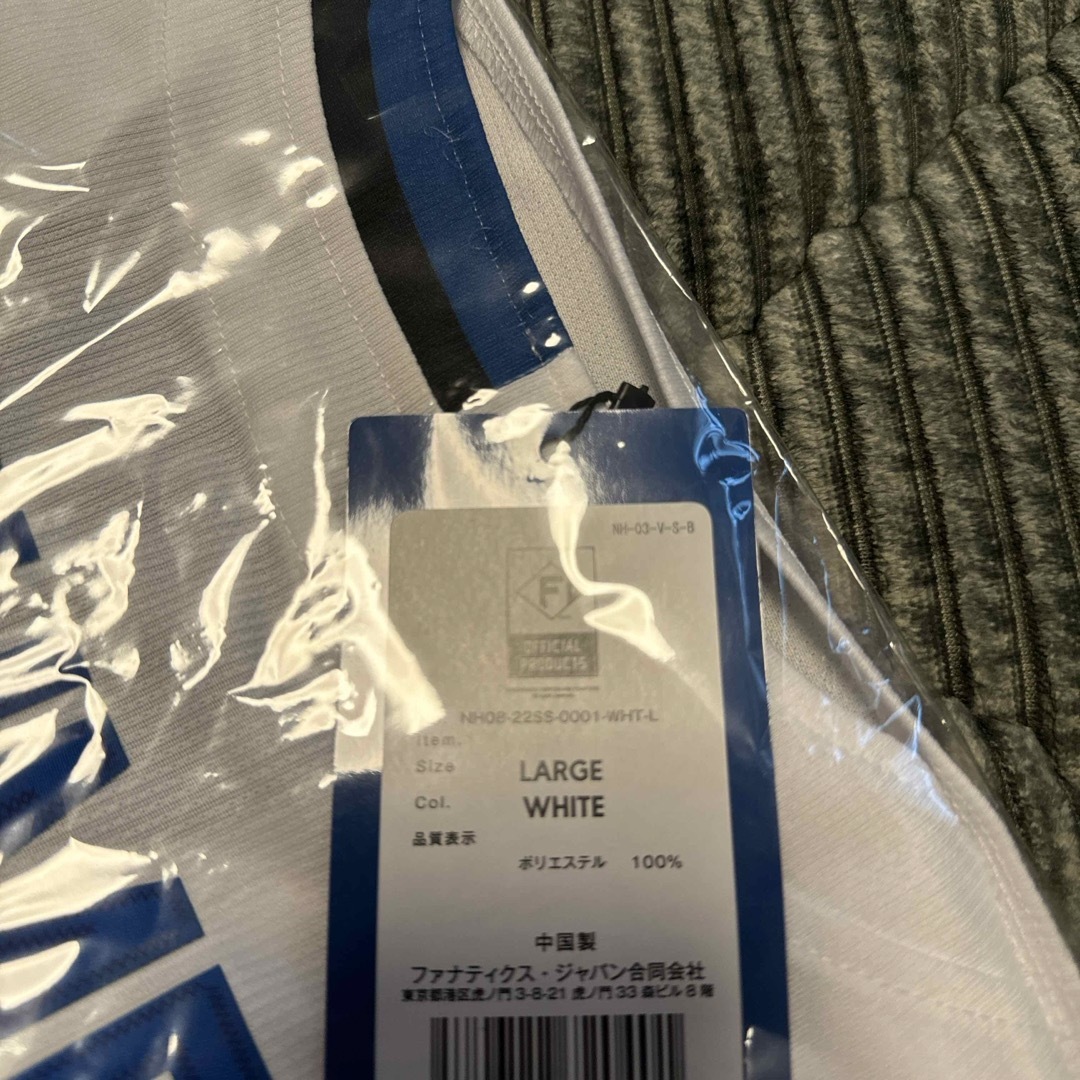 NH-03-V-S-B
F
OFFICIAL
PRODUCTS
NH08-22SS-0001-WHT-L
Item.
Size LARGE
Col. WHITE
品質表示
ポリエステル 100%
中国製
ファナティクス・ジャパン合同会社
東京都港区虎ノ門3-8-21 虎ノ門33森ビル8階